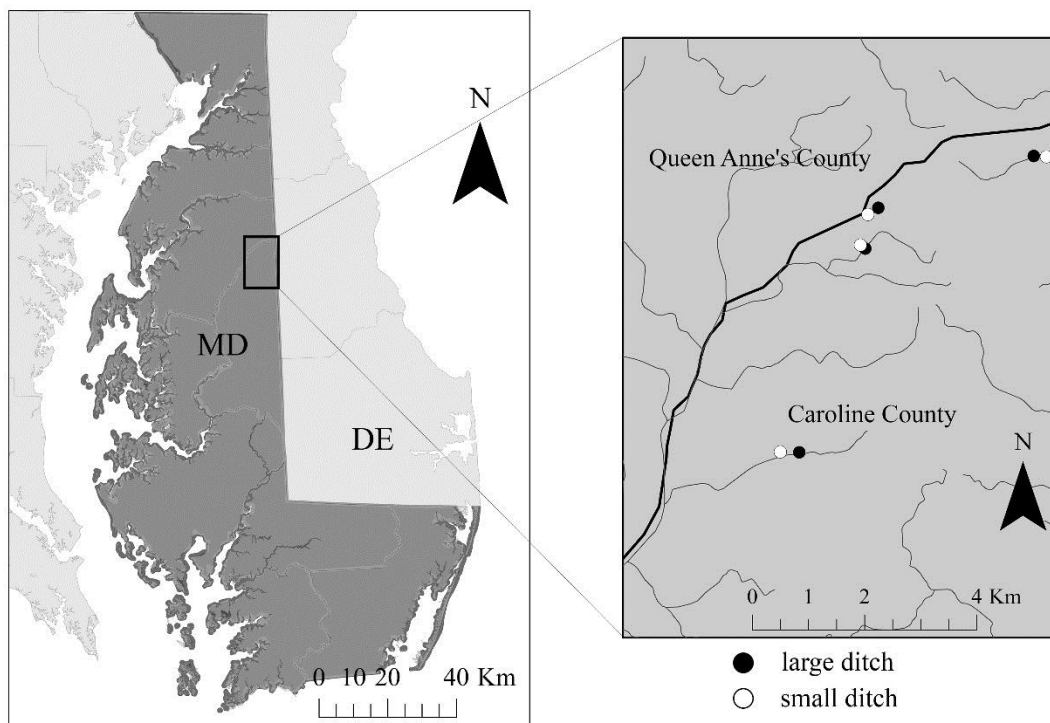 N
MD
DE
0 10 20 40 Km
Queen Anne's County
Caroline County
N
0 1 2 4 Km
large ditch
small ditch